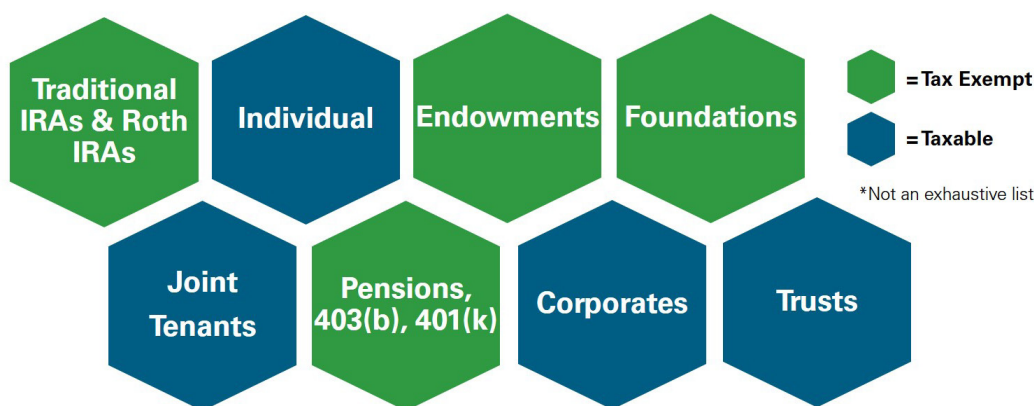 Traditional
IRAs & Roth
IRAs
Individual
Endowments
Foundations
= Tax Exempt
= Taxable
*Not an exhaustive list
Joint
Tenants
Pensions,
403(b), 401(k)
Corporates
Trusts